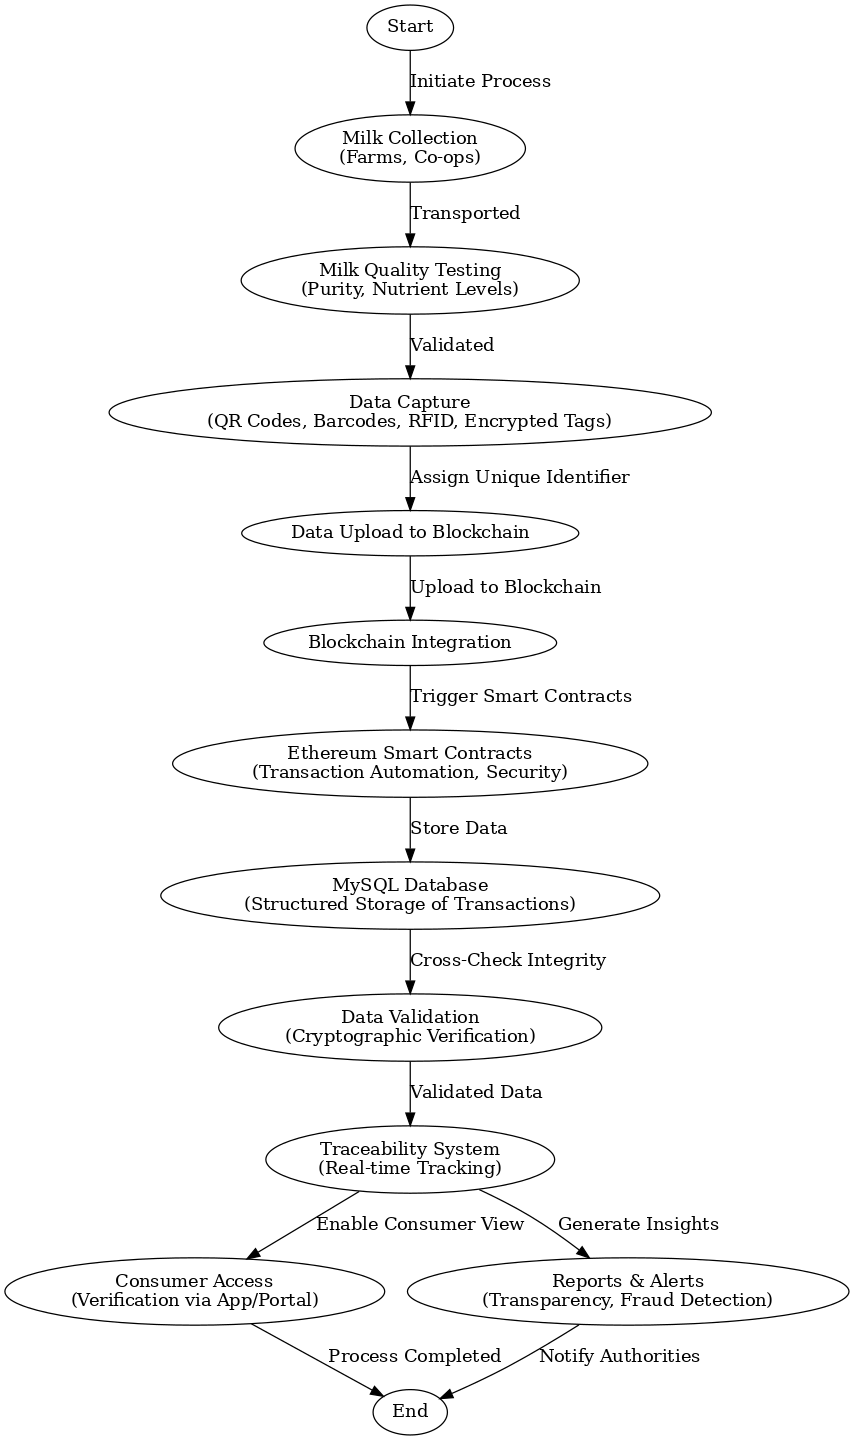 Start
Initiate Process
Milk Collection
(Farms, Co-ops)
Transported
Milk Quality Testing
(Purity, Nutrient Levels)
Validated
Data Capture
(QR Codes, Barcodes, RFID, Encrypted Tags)
Assign Unique Identifier
Data Upload to Blockchain
Upload to Blockchain
Blockchain Integration
Trigger Smart Contracts
Ethereum Smart Contracts
(Transaction Automation, Security)
Store Data
MySQL Database
(Structured Storage of Transactions)
Cross-Check Integrity
Data Validation
(Cryptographic Verification)
Validated Data
Traceability System
(Real-time Tracking)
Enable Consumer View
Generate Insights
Consumer Access
(Verification via App/Portal)
Reports & Alerts
(Transparency, Fraud Detection)
Process Completed
Notify Authorities
End